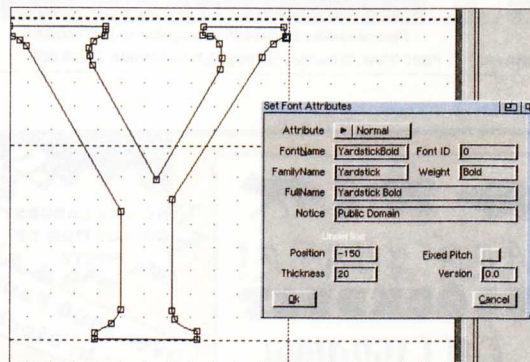 Set Font Attributes
Attribute Normal
FontName YardstickBold Font ID 0
FamilyName Yardstick Weight Bold
FullName Yardstick Bold
Notice Public Domain
Underline
Position -150 Fixed Pitch
Thickness 20 Version 0.0
Ok Cancel